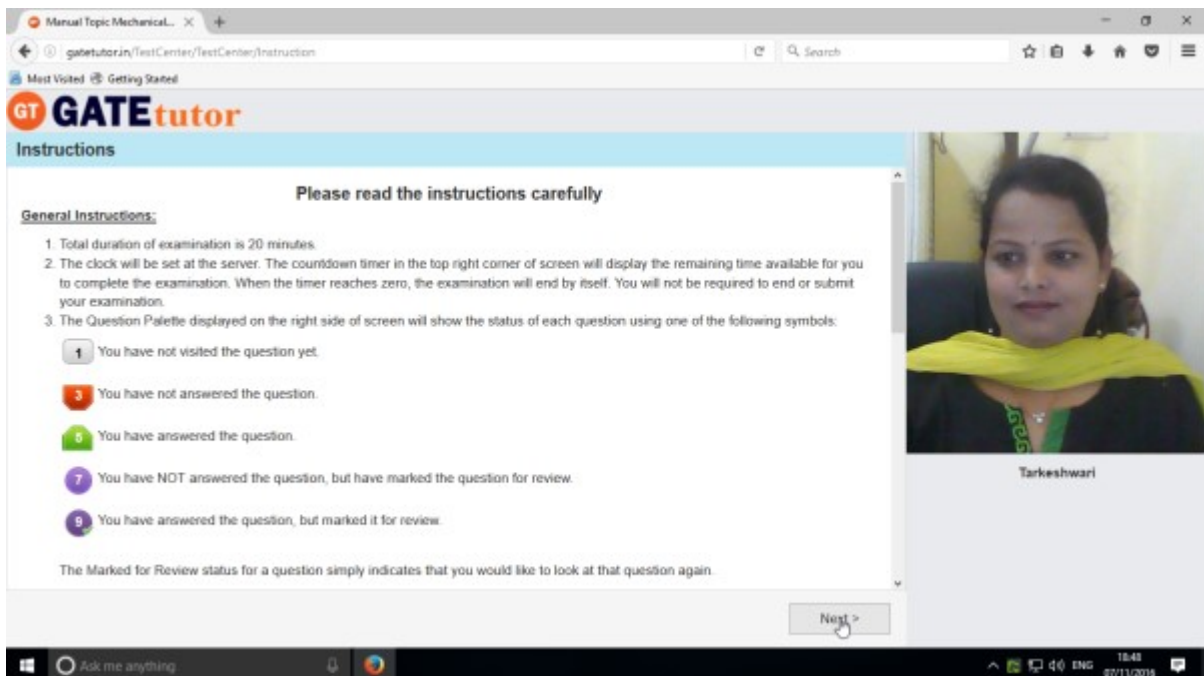 Manual Topic Mechanical...
gatetutor.in/TestCenter/TestCenter/Instruction
Search
Most Visited
Getting Started
GT GATEtutor
Instructions
Please read the instructions carefully
General Instructions:
1. Total duration of examination is 20 minutes.
2. The clock will be set at the server. The countdown timer in the top right corner of screen will display the remaining time available for you
to complete the examination. When the timer reaches zero, the examination will end by itself. You will not be required to end or submit
your examination.
3. The Question Palette displayed on the right side of screen will show the status of each question using one of the following symbols:
1 You have not visited the question yet.
3 You have not answered the question.
5 You have answered the question.
7 You have NOT answered the question, but have marked the question for review.
9 You have answered the question, but marked it for review.
The Marked for Review status for a question simply indicates that you would like to look at that question again.
Tarkeshwari
Next >
Ask me anything
ENG
18:48
07/11/2016